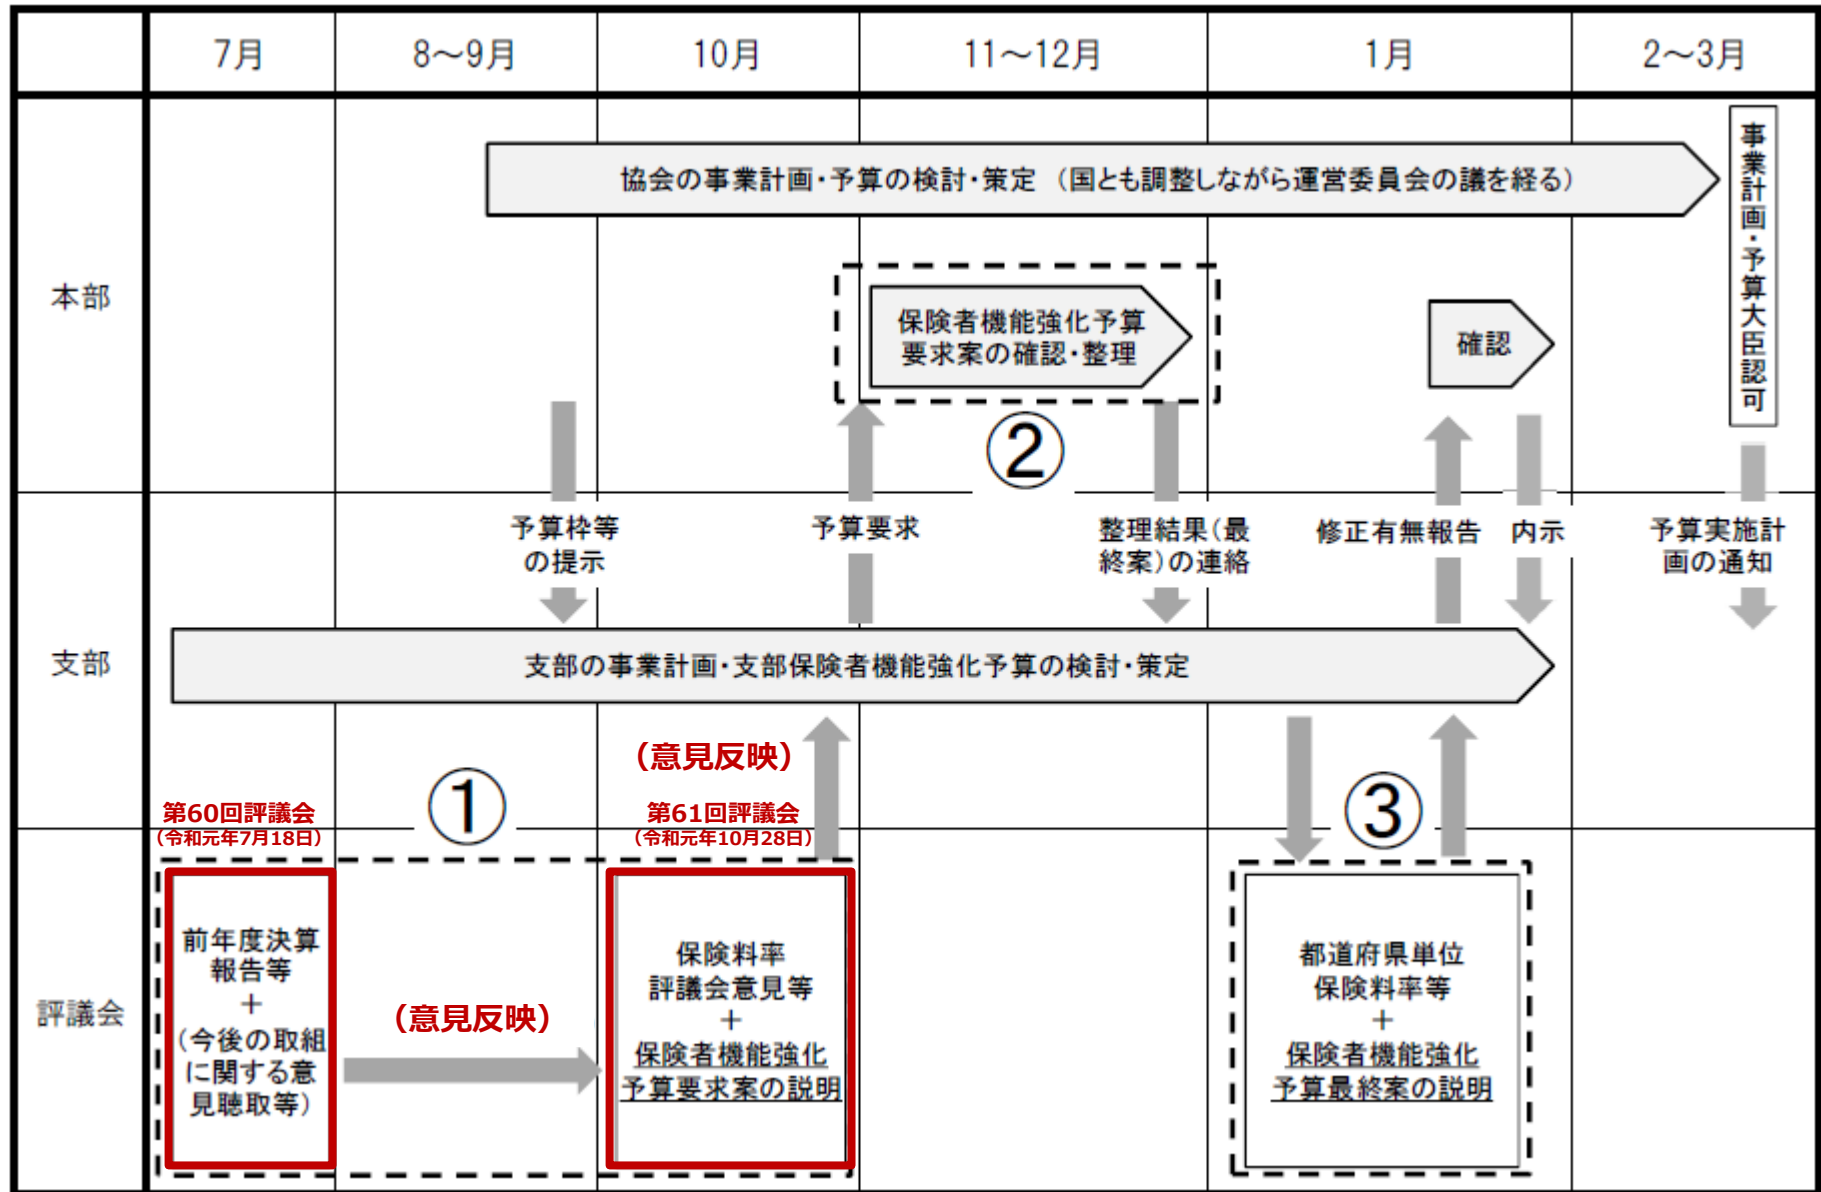 7月
8～9月
10月
11～12月
1月
2～3月
本部
協会の事業計画・予算の検討・策定 （国とも調整しながら運営委員会の議を経る）
事業計画・予算大臣認可
保険者機能強化予算
要求案の確認・整理
確認
②
予算枠等
の提示
予算要求
整理結果（最
終案）の連絡
修正有無報告
内示
予算実施計
画の通知
支部
支部の事業計画・支部保険者機能強化予算の検討・策定
（意見反映）
①
③
第60回評議会
（令和元年7月18日）
第61回評議会
（令和元年10月28日）
評議会
前年度決算
報告等
＋
（今後の取組
に関する意
見聴取等）
（意見反映）
保険料率
評議会意見等
＋
保険者機能強化
予算要求案の説明
都道府県単位
保険料率等
＋
保険者機能強化
予算最終案の説明